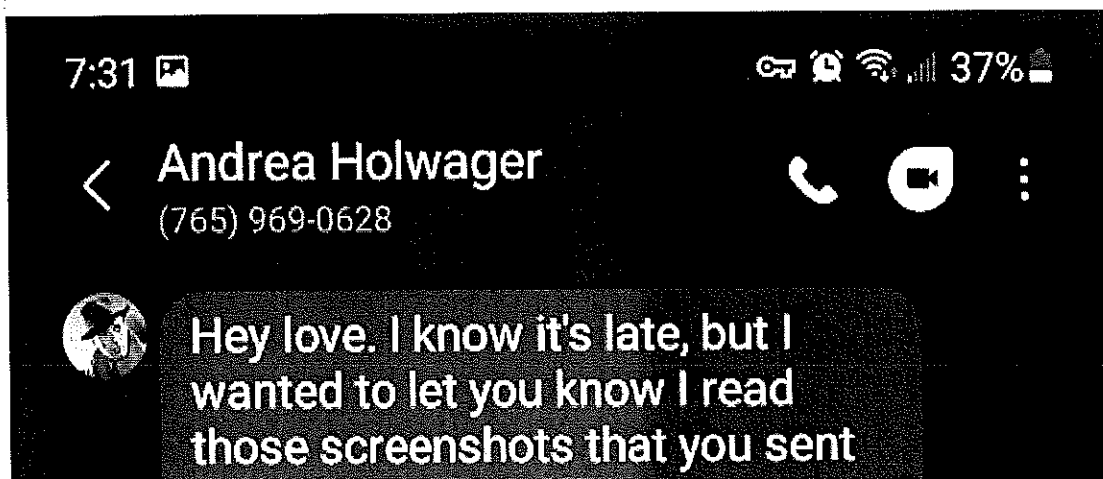 7:31 37%
Andrea Holwager
(765) 969-0628
Hey love. I know it's late, but I
wanted to let you know I read
those screenshots that you sent